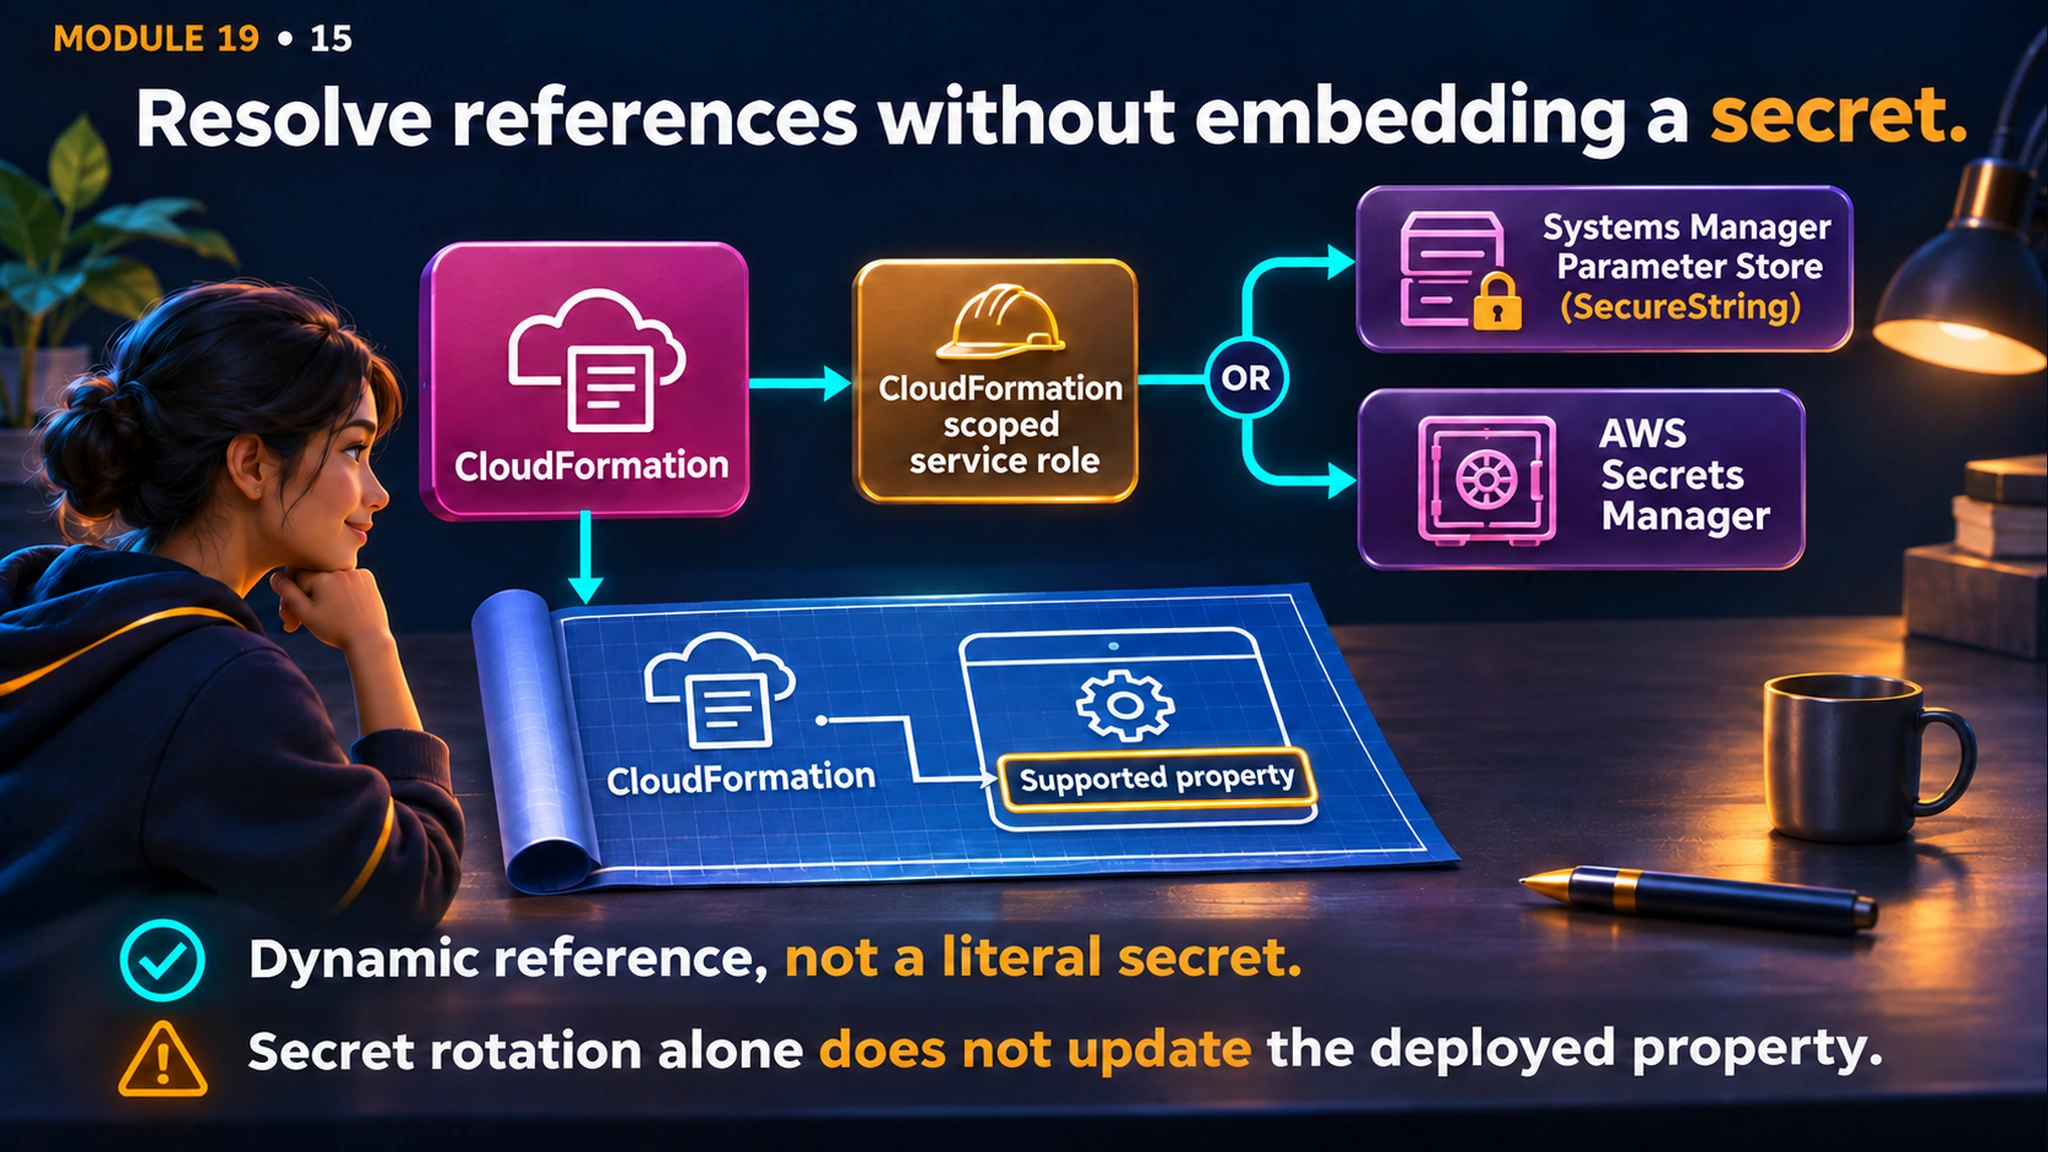 MODULE 19 • 15
Resolve references without embedding a secret.
CloudFormation
CloudFormation
scoped
service role
OR
Systems Manager
Parameter Store
(SecureString)
AWS
Secrets
Manager
CloudFormation
Supported property
Dynamic reference, not a literal secret.
Secret rotation alone does not update the deployed property.